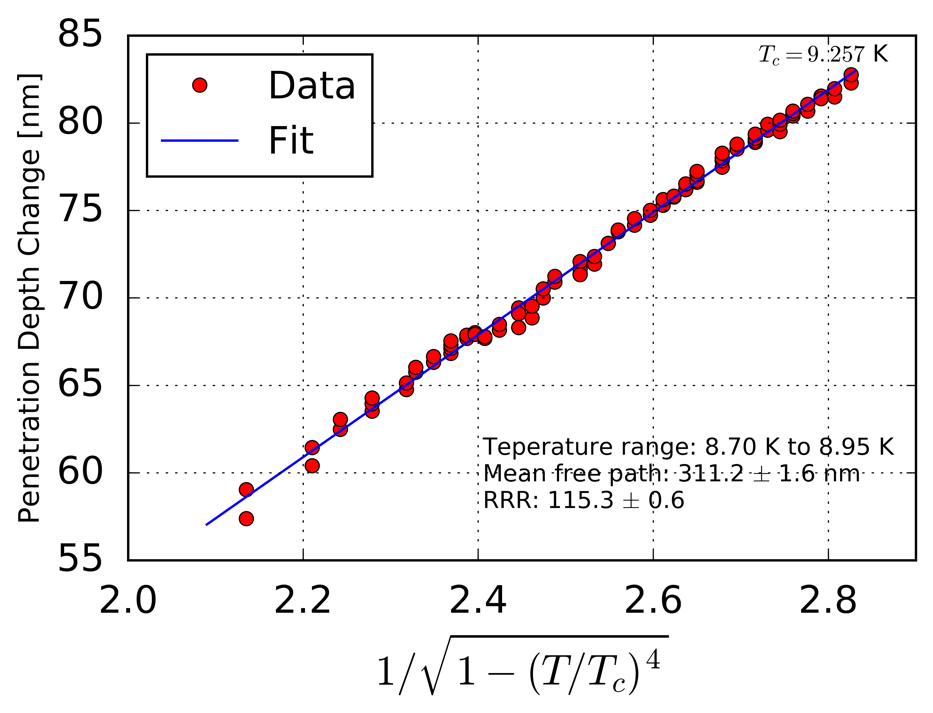 85
80
75
70
65
60
55
Penetration Depth Change [nm]
Data
Fit
T_c = 9.257 K
Teperature range: 8.70 K to 8.95 K
Mean free path: 311.2 ± 1.6 nm
RRR: 115.3 ± 0.6
2.0 2.2 2.4 2.6 2.8
1/√(1 − (T/T_c)^4)